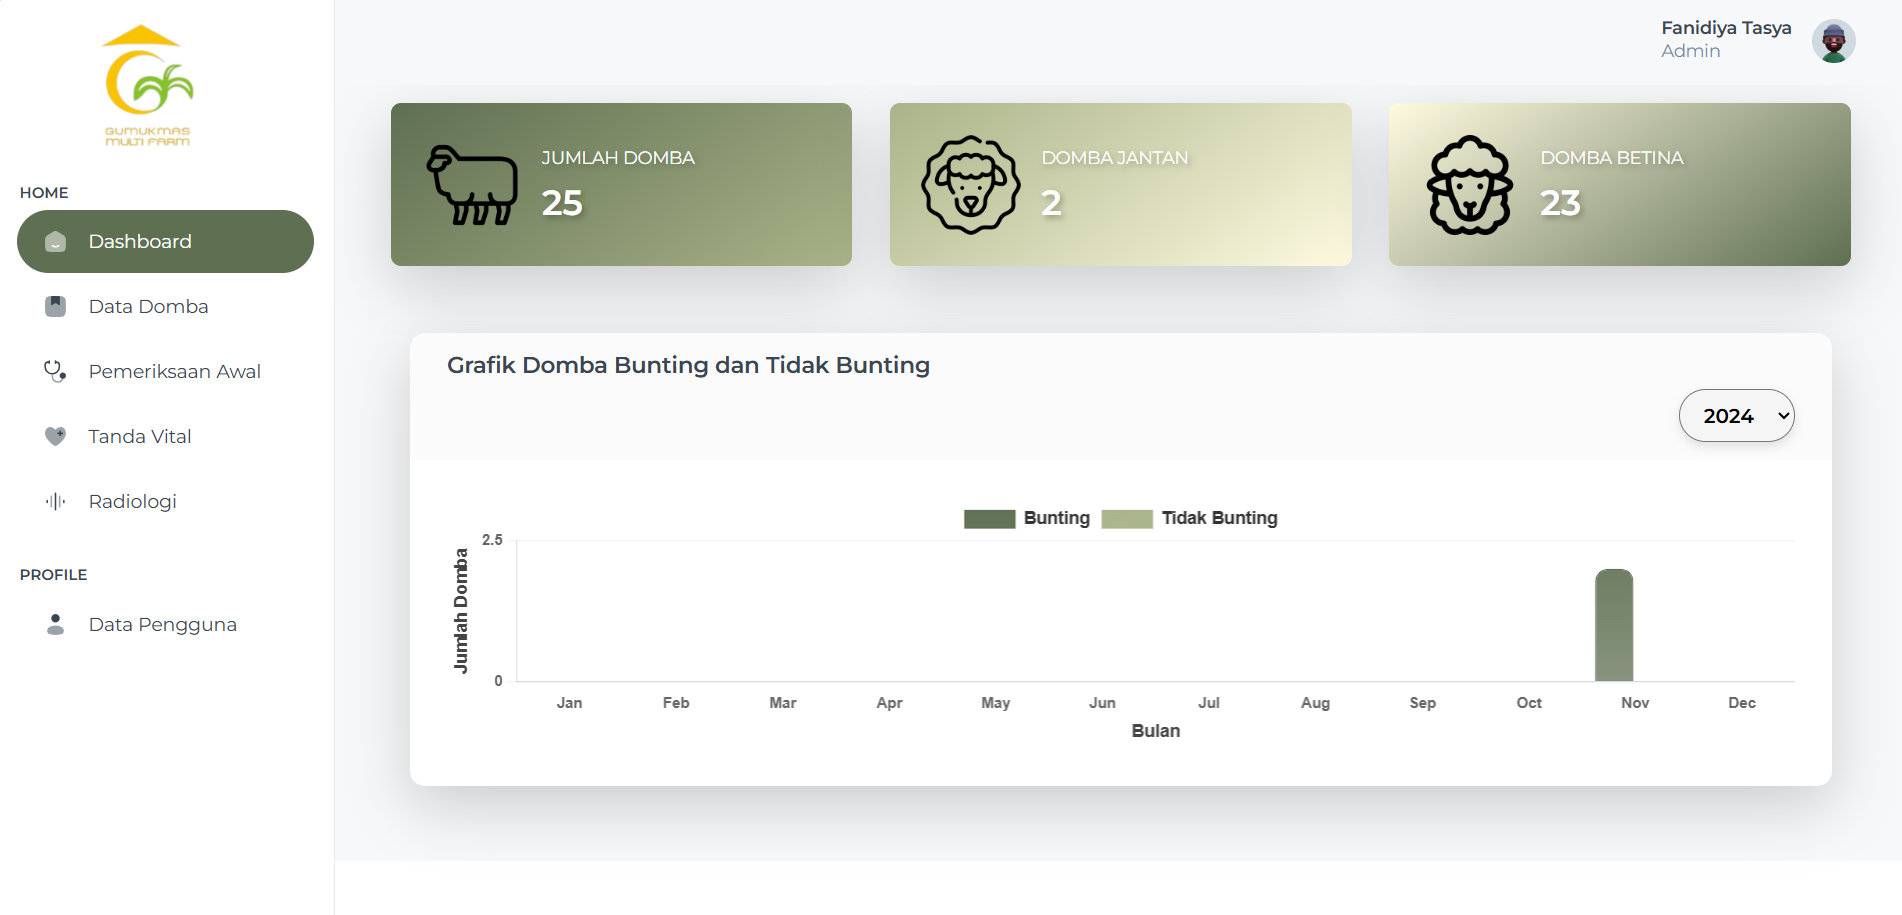 GUMUKMAS
MULTI FARM
HOME
Dashboard
Data Domba
Pemeriksaan Awal
Tanda Vital
Radiologi
PROFILE
Data Pengguna
Fanidiya Tasya
Admin
JUMLAH DOMBA
25
DOMBA JANTAN
2
DOMBA BETINA
23
Grafik Domba Bunting dan Tidak Bunting
2024
Bunting Tidak Bunting
Jumlah Domba
2.5
0
Jan Feb Mar Apr May Jun Jul Aug Sep Oct Nov Dec
Bulan